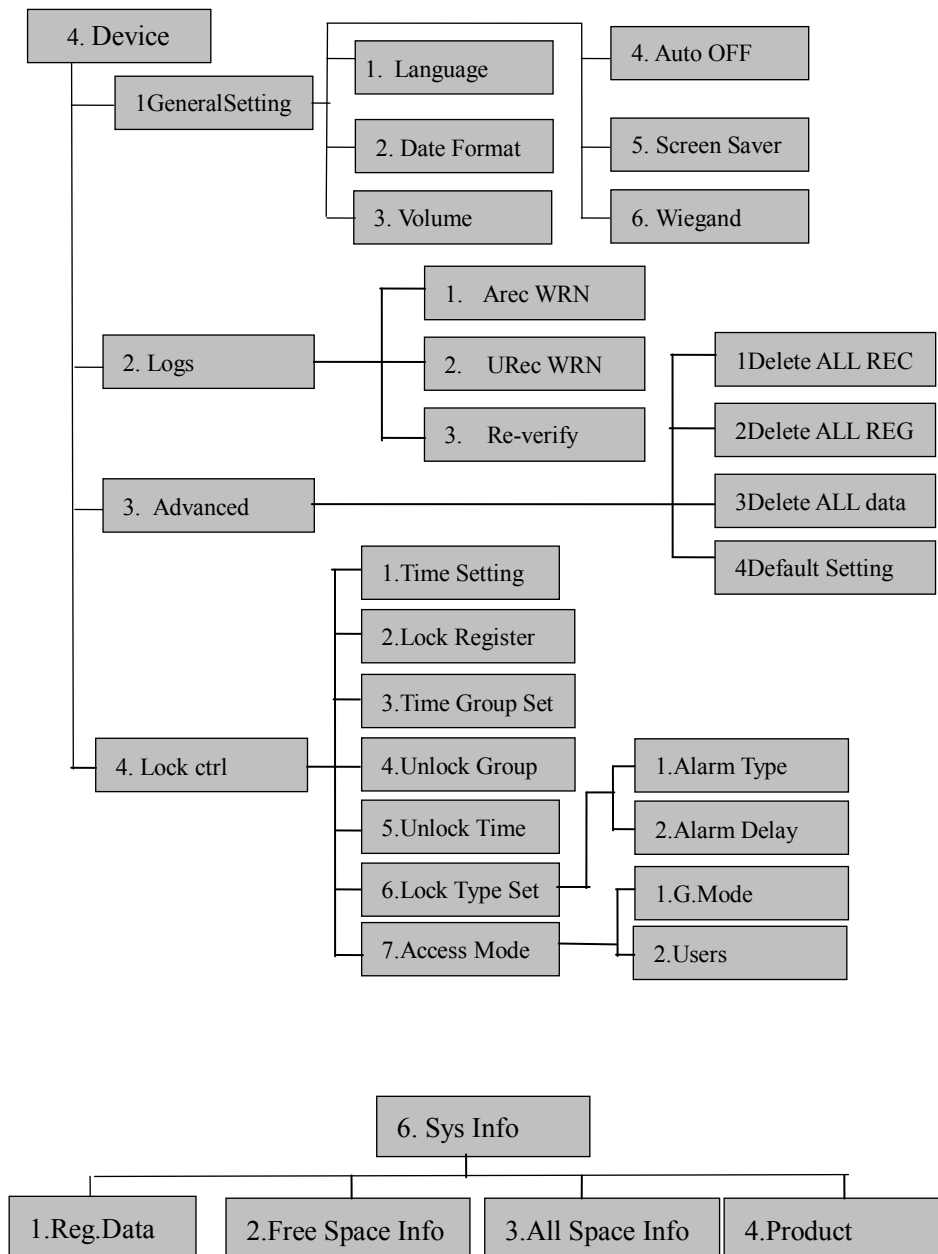 4. Device
1GeneralSetting
1. Language
2. Date Format
3. Volume
4. Auto OFF
5. Screen Saver
6. Wiegand
2. Logs
1. Arec WRN
2. URec WRN
3. Re-verify
3. Advanced
1Delete ALL REC
2Delete ALL REG
3Delete ALL data
4Default Setting
4. Lock ctrl
1.Time Setting
2.Lock Register
3.Time Group Set
4.Unlock Group
5.Unlock Time
6.Lock Type Set
1.Alarm Type
2.Alarm Delay
7.Access Mode
1.G.Mode
2.Users
6. Sys Info
1.Reg.Data
2.Free Space Info
3.All Space Info
4.Product